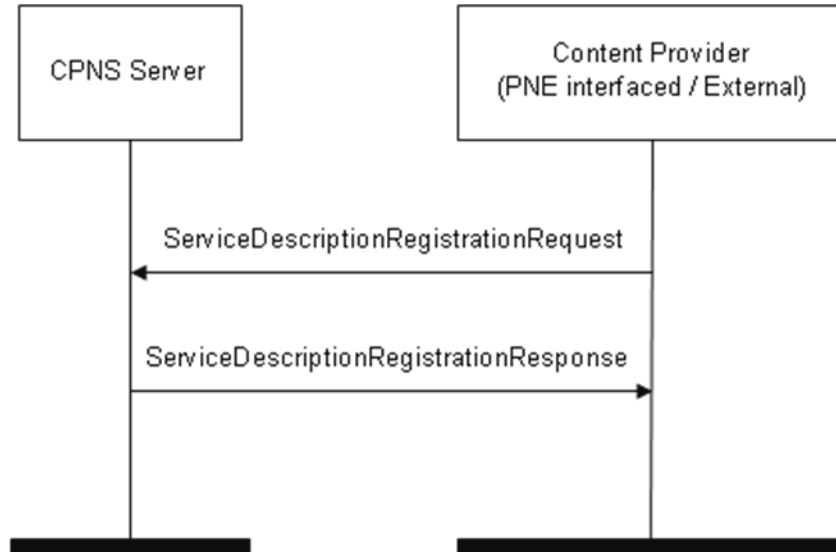 CPNS Server
Content Provider
(PNE interfaced / External)
ServiceDescriptionRegistrationRequest
ServiceDescriptionRegistrationResponse